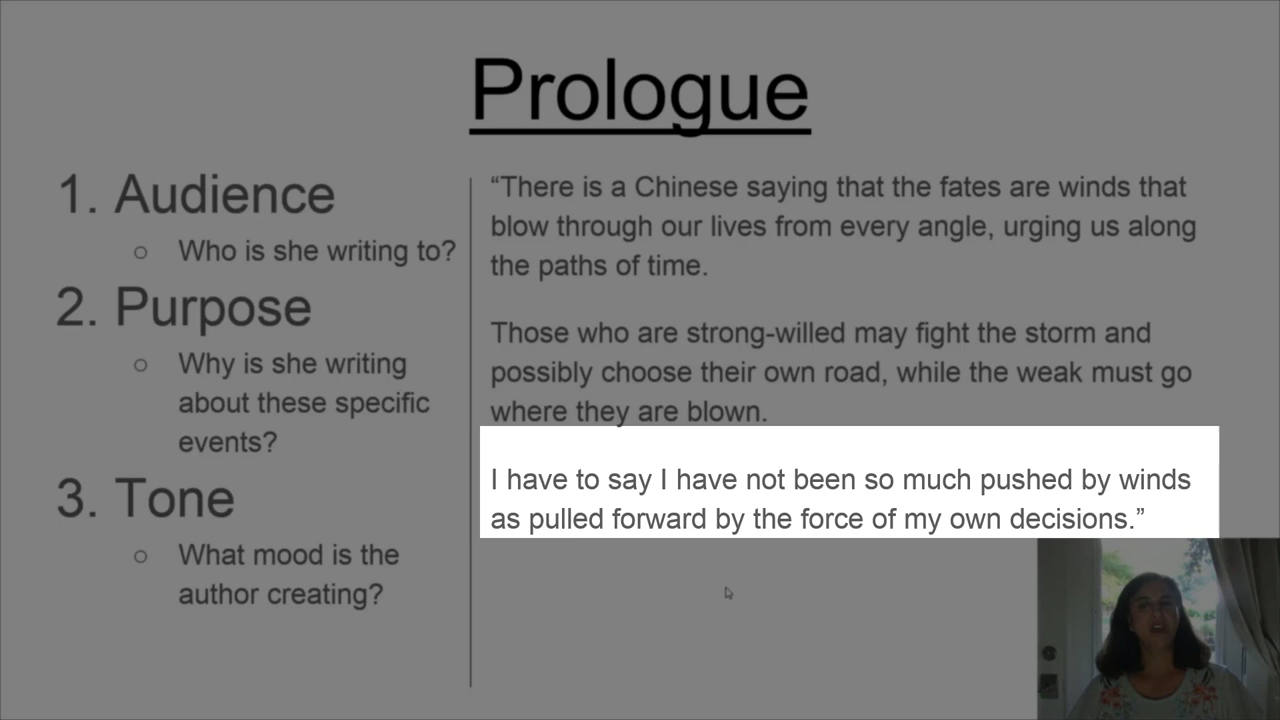 Prologue
1. Audience
○ Who is she writing to?
2. Purpose
○ Why is she writing
about these specific
events?
3. Tone
○ What mood is the
author creating?
“There is a Chinese saying that the fates are winds that
blow through our lives from every angle, urging us along
the paths of time.
Those who are strong-willed may fight the storm and
possibly choose their own road, while the weak must go
where they are blown.
I have to say I have not been so much pushed by winds
as pulled forward by the force of my own decisions.”